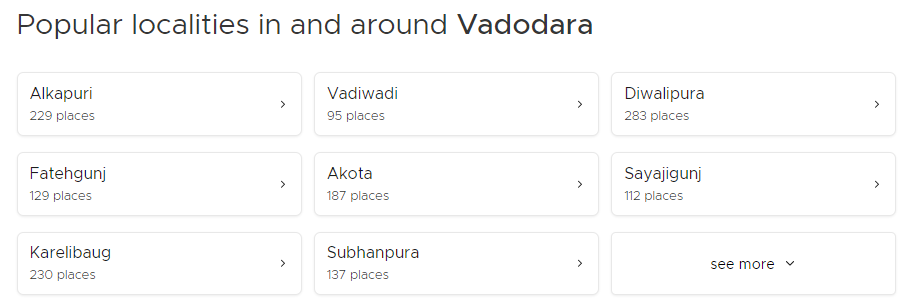 Popular localities in and around Vadodara
Alkapuri
229 places
Vadiwadi
95 places
Diwalipura
283 places
Fatehgunj
129 places
Akota
187 places
Sayajigunj
112 places
Karelibaug
230 places
Subhanpura
137 places
see more